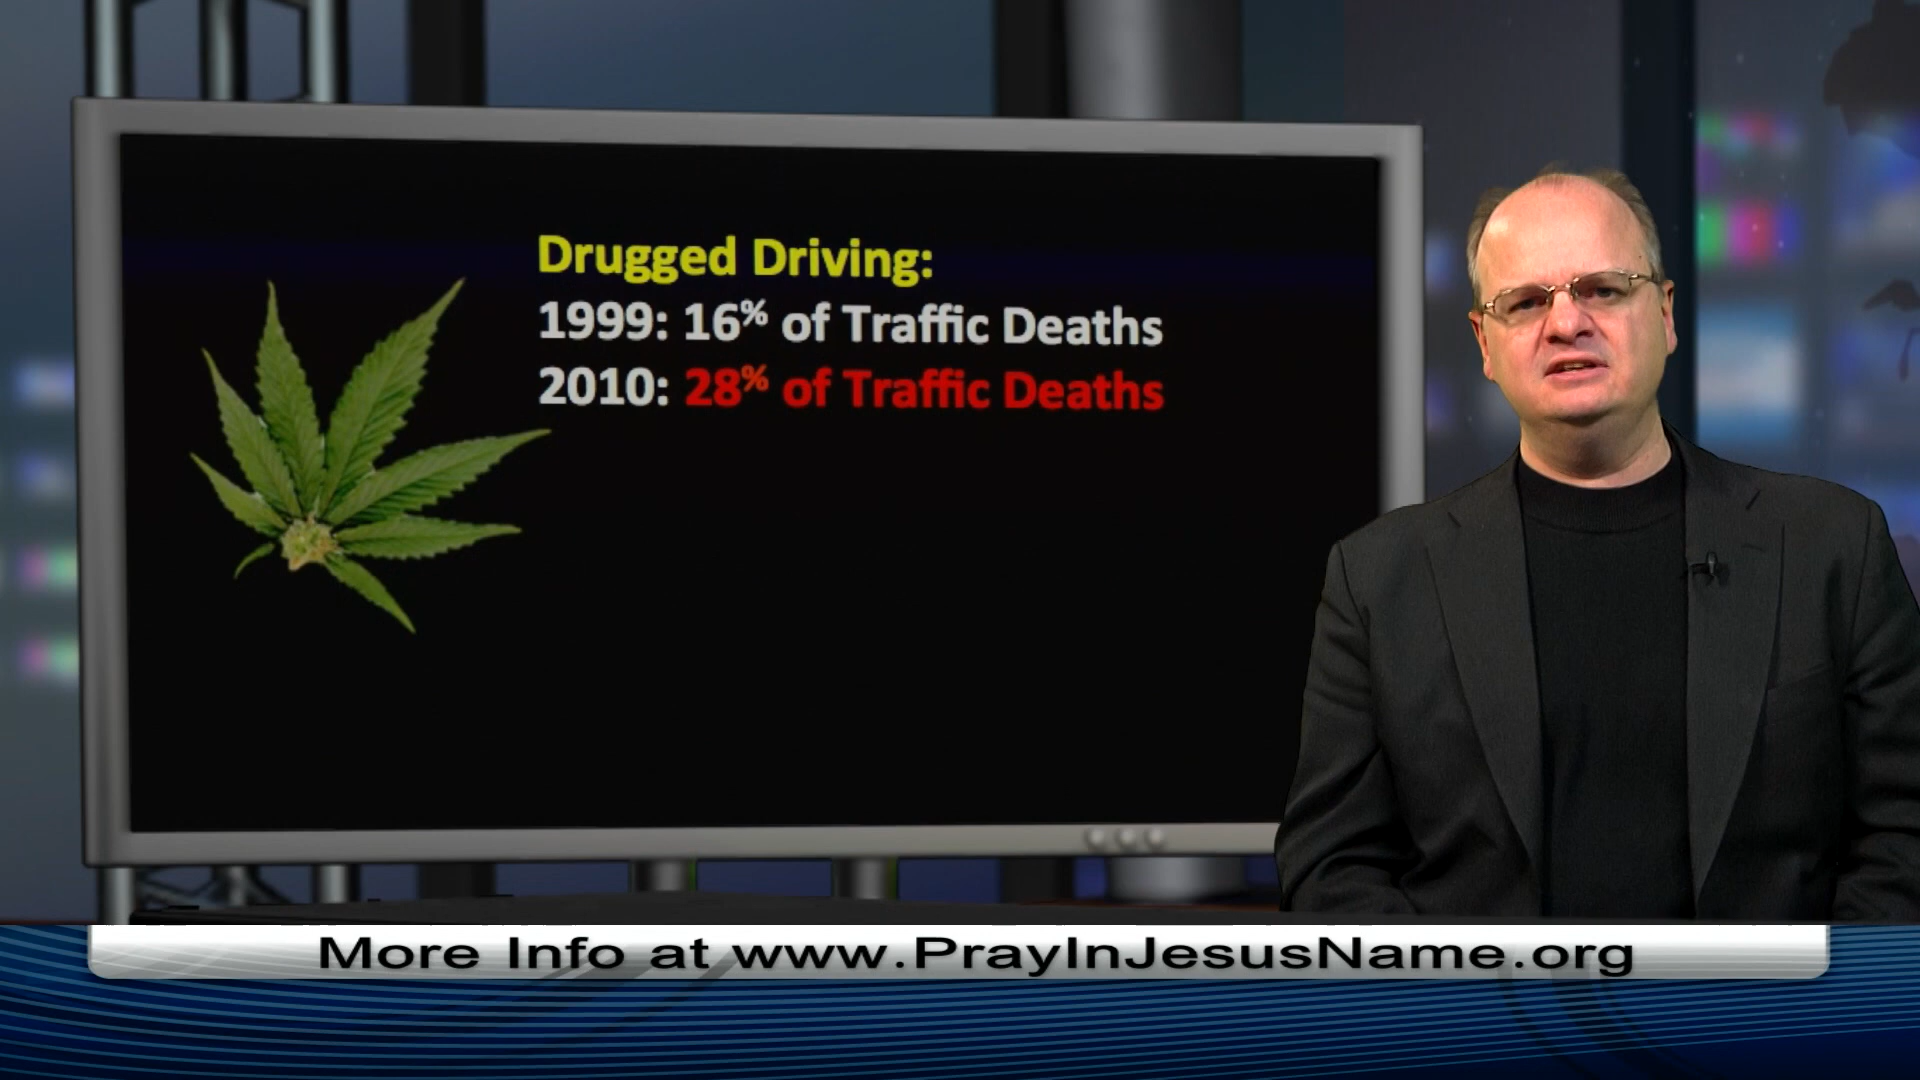 Drugged Driving:
1999: 16% of Traffic Deaths
2010: 28% of Traffic Deaths
More Info at www.PrayInJesusName.org